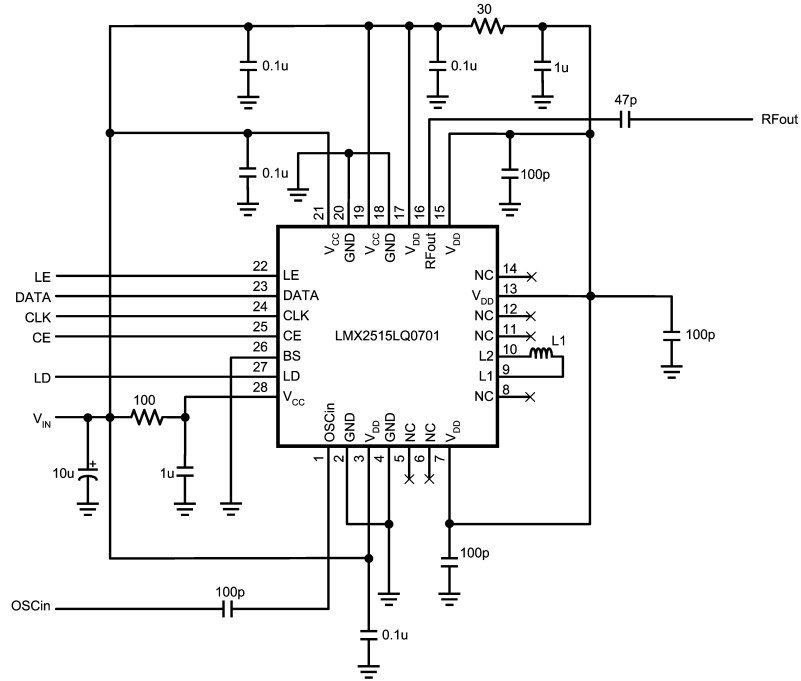 30
0.1u
0.1u
1u
47p
RFout
0.1u
100p
21
20
19
18
17
16
15
VCC
GND
VCC
GND
VDD
RFout
VDD
LE
22
LE
NC
14
DATA
23
DATA
VDD
13
CLK
24
CLK
NC
12
CE
25
CE
LMX2515LQ0701
NC
11
100p
26
BS
L2
10
L1
LD
27
LD
L1
9
28
VCC
NC
8
VIN
100
OSCin
GND
VDD
GND
NC
NC
VDD
1
2
3
4
5
6
7
10u
+
1u
100p
OSCin
100p
0.1u